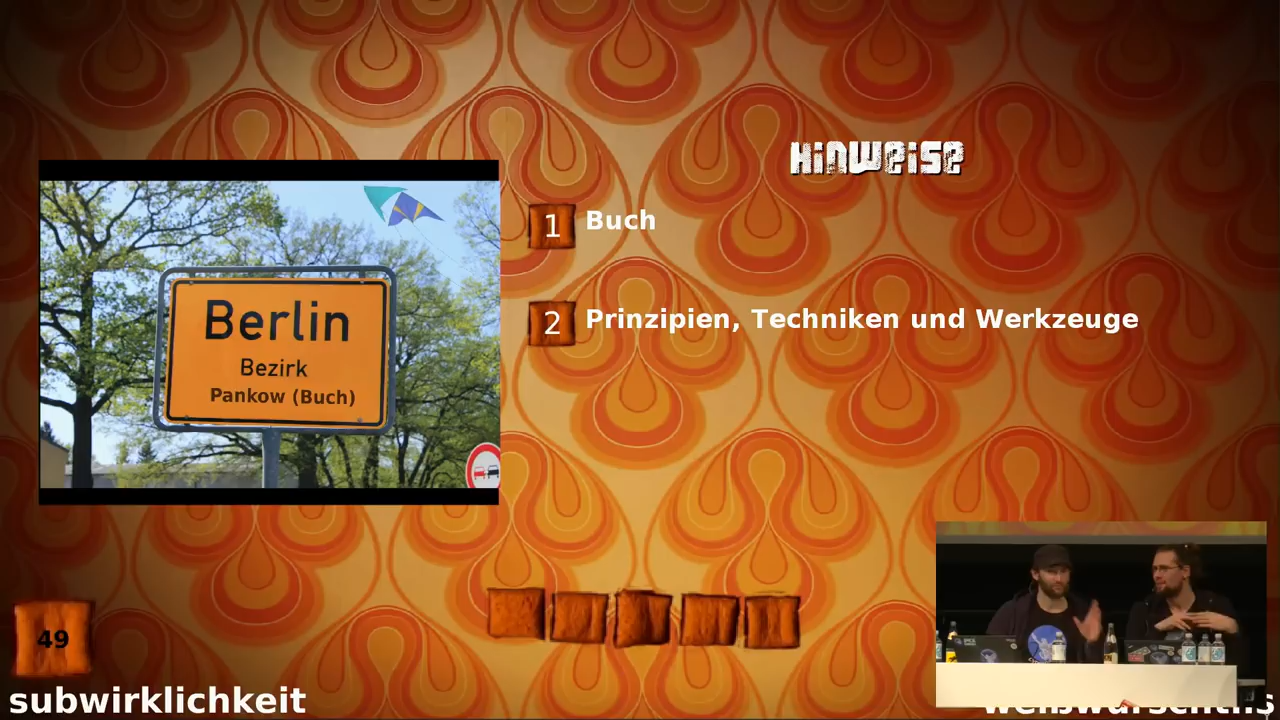 Hinweise
1 Buch
2 Prinzipien, Techniken und Werkzeuge
Berlin
Bezirk
Pankow (Buch)
49
subwirklichkeit